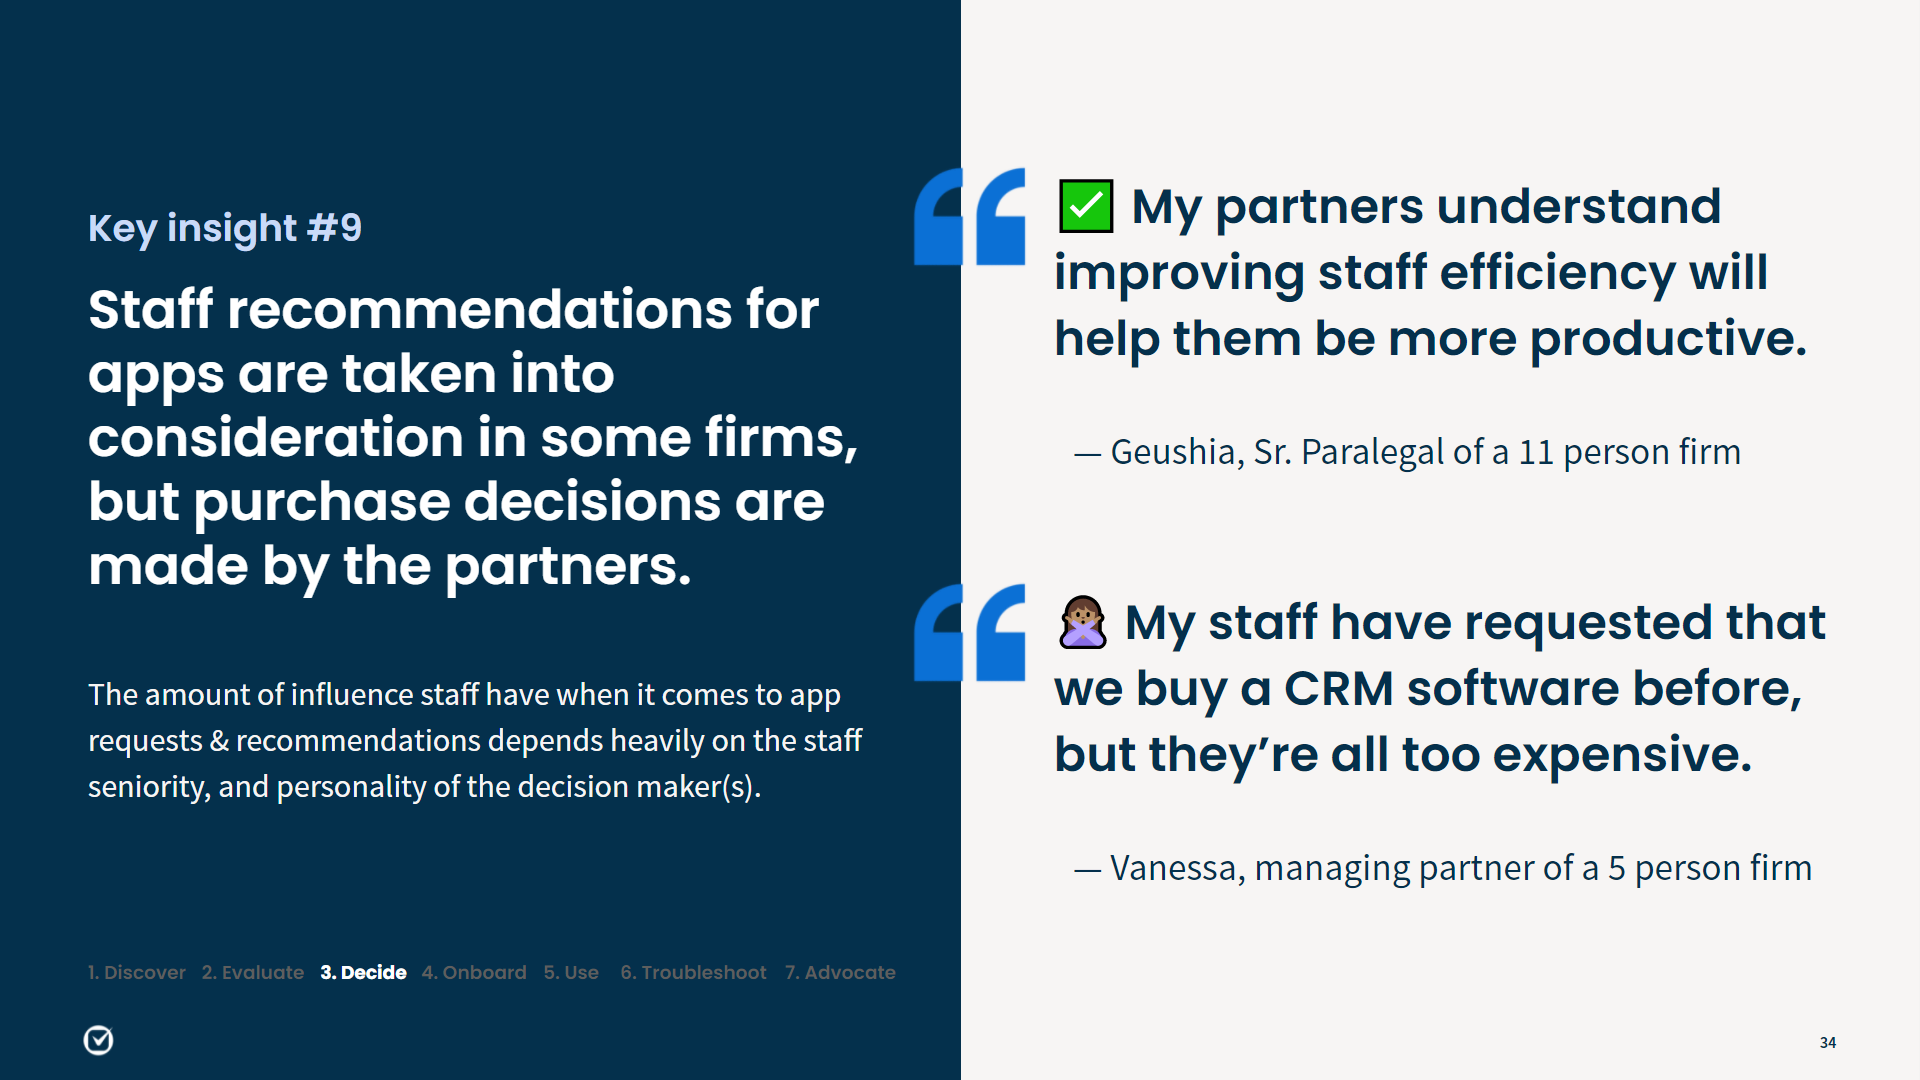 Key insight #9
Staff recommendations for
apps are taken into
consideration in some firms,
but purchase decisions are
made by the partners.
The amount of influence staff have when it comes to app
requests & recommendations depends heavily on the staff
seniority, and personality of the decision maker(s).
1. Discover 2. Evaluate 3. Decide 4. Onboard 5. Use 6. Troubleshoot 7. Advocate
“ ✅ My partners understand
improving staff efficiency will
help them be more productive.
— Geushia, Sr. Paralegal of a 11 person firm
“ 🙅🏽‍♀️ My staff have requested that
we buy a CRM software before,
but they’re all too expensive.
— Vanessa, managing partner of a 5 person firm
34